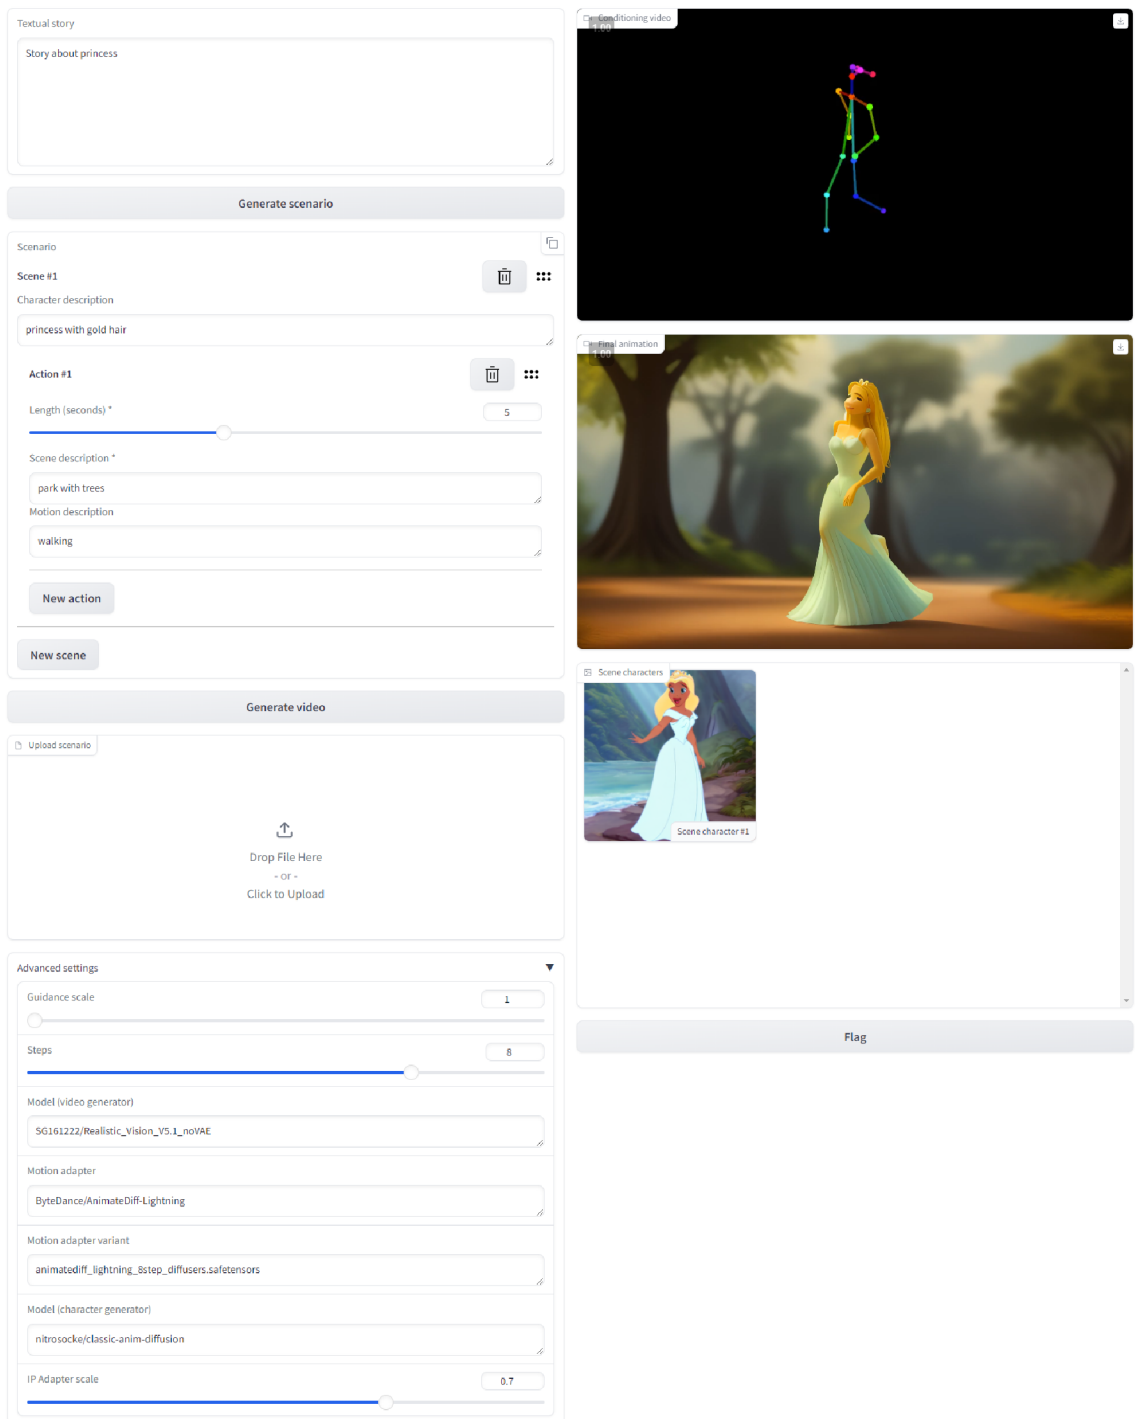 Textual story
Story about princess
Generate scenario
Scenario
Scene #1
Character description
princess with gold hair
Action #1
Length (seconds) *
5
Scene description *
park with trees
Motion description
walking
New action
New scene
Generate video
Upload scenario
Drop File Here
- or -
Click to Upload
Advanced settings
Guidance scale
1
Steps
8
Model (video generator)
SG161222/Realistic_Vision_V5.1_noVAE
Motion adapter
ByteDance/AnimateDiff-Lightning
Motion adapter variant
animatediff_lightning_8step_diffusers.safetensors
Model (character generator)
nitrosocke/classic-anim-diffusion
IP Adapter scale
0.7
Conditioning video
1.00
Final animation
1.00
Scene characters
Scene character #1
Flag